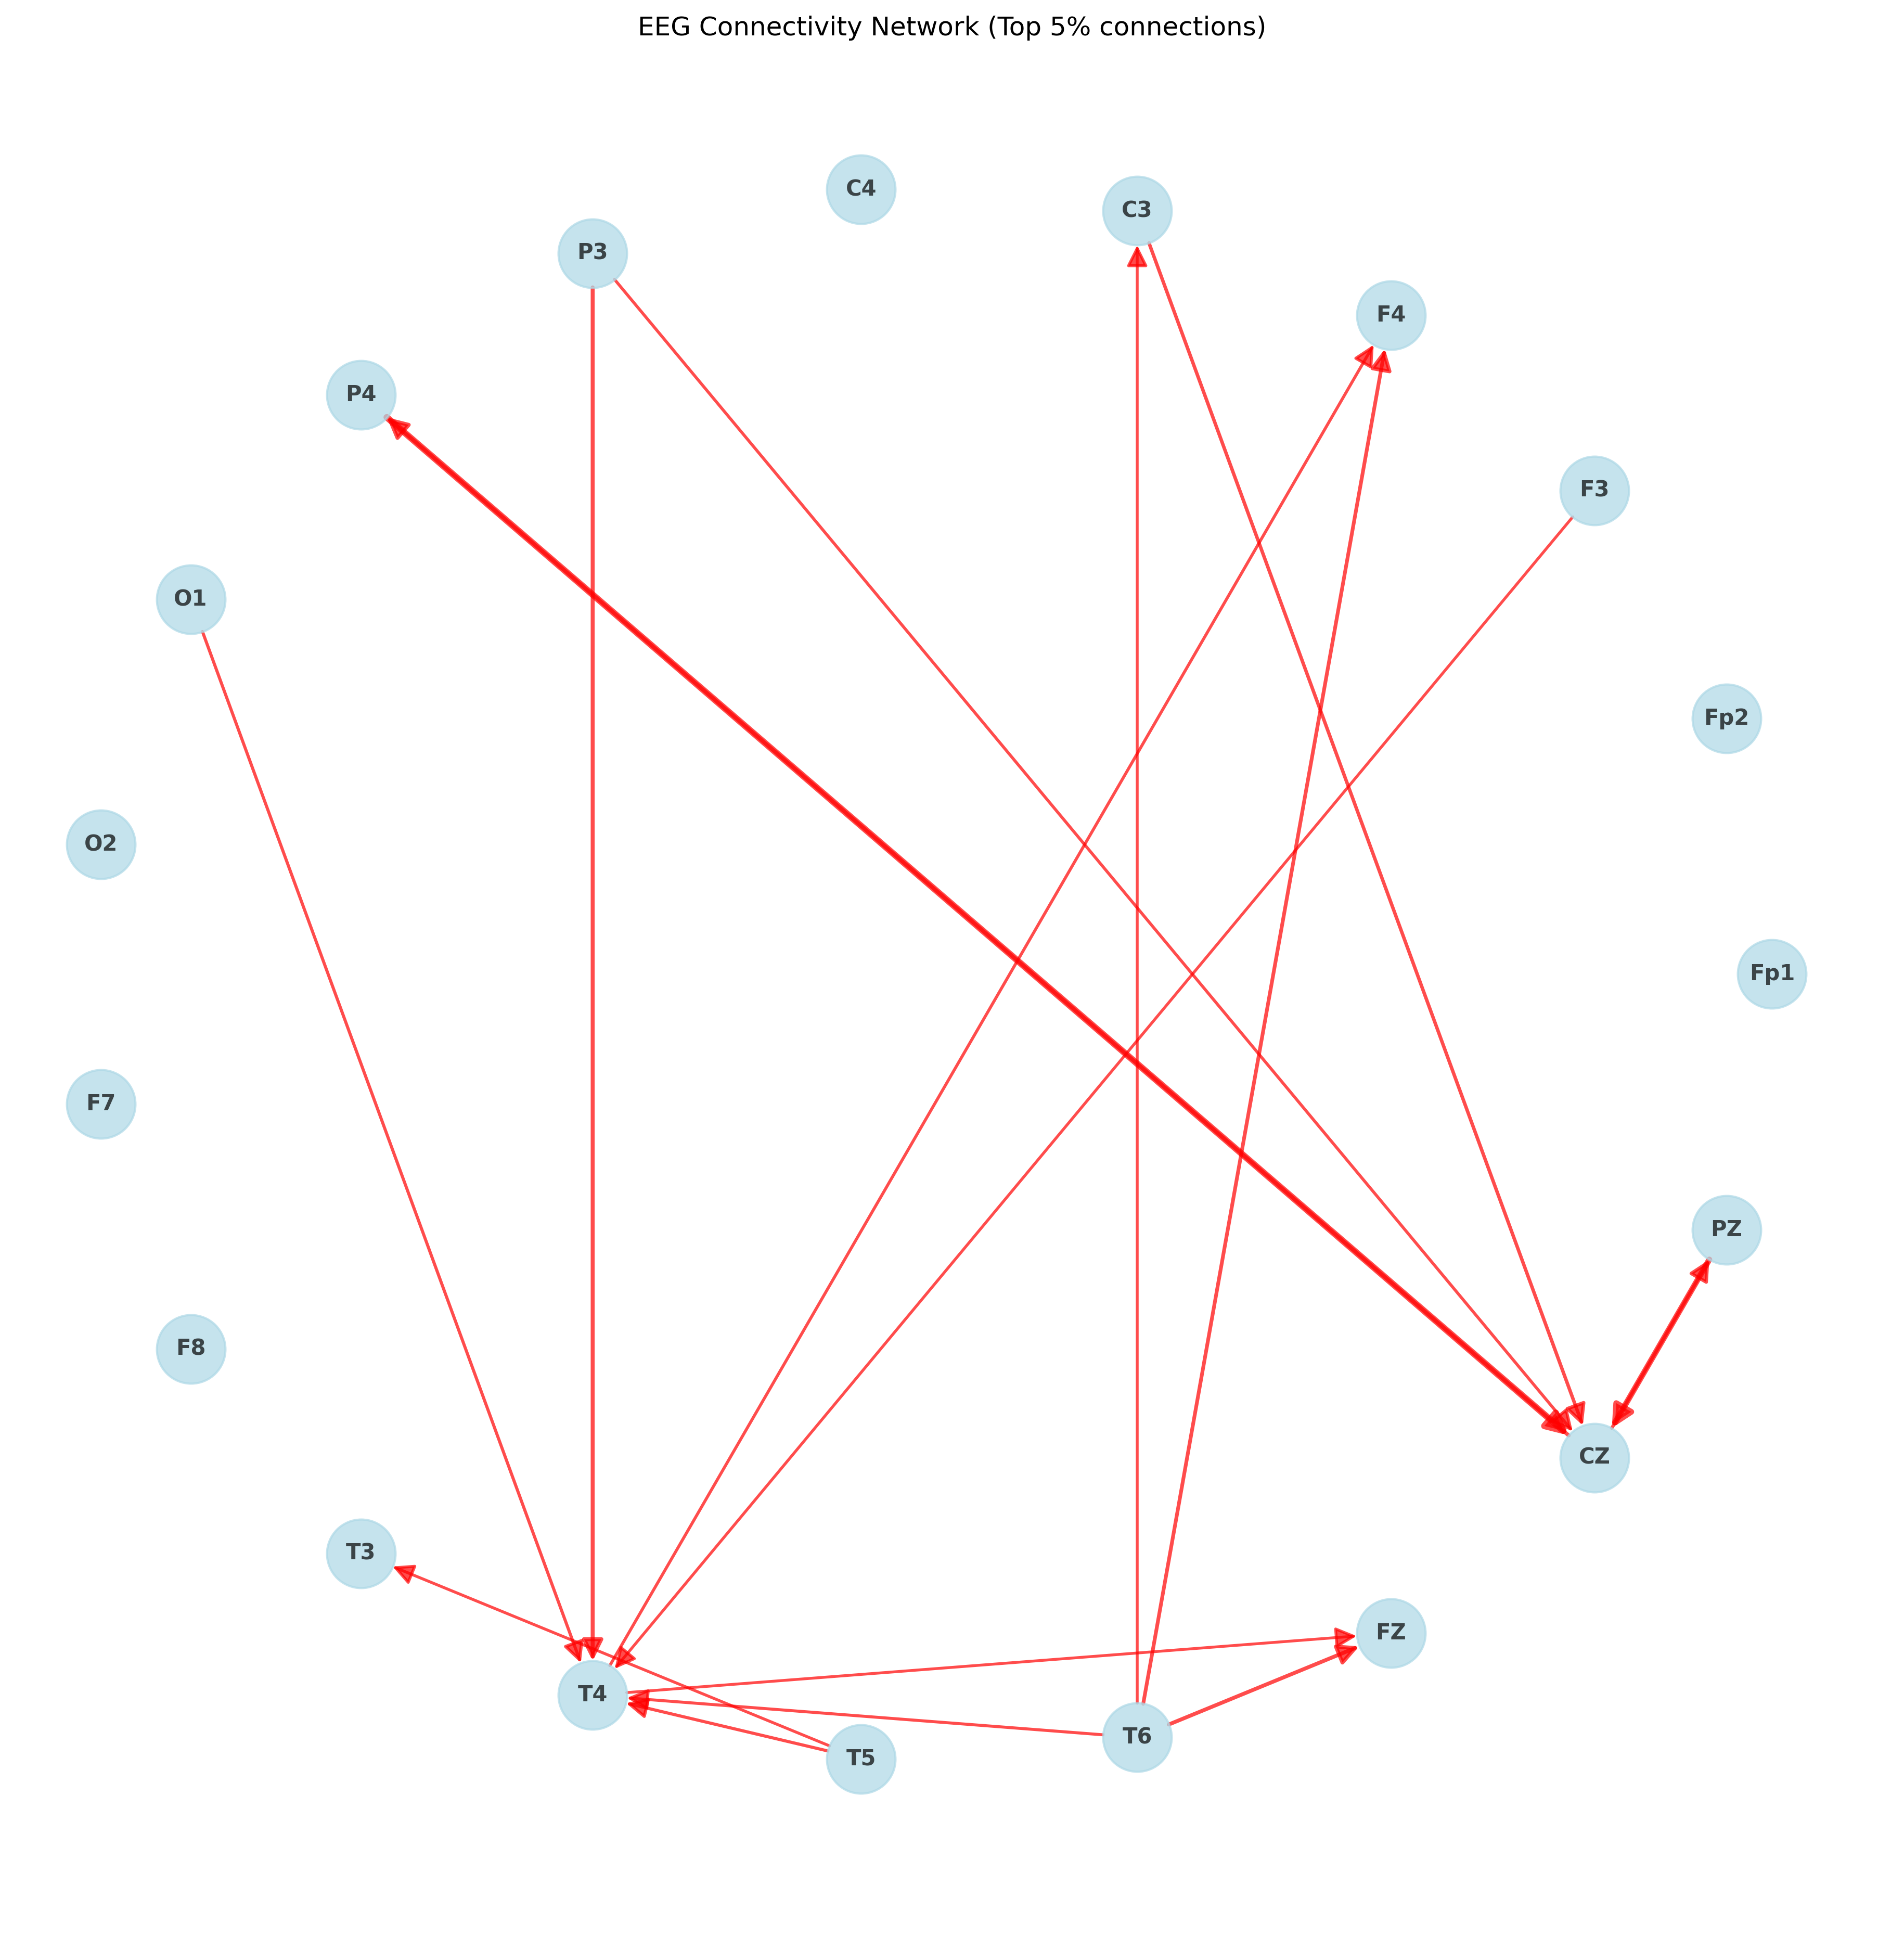 EEG Connectivity Network (Top 5% connections)
C4
C3
P3
F4
P4
F3
O1
Fp2
O2
Fp1
F7
PZ
F8
CZ
T3
FZ
T4
T6
T5